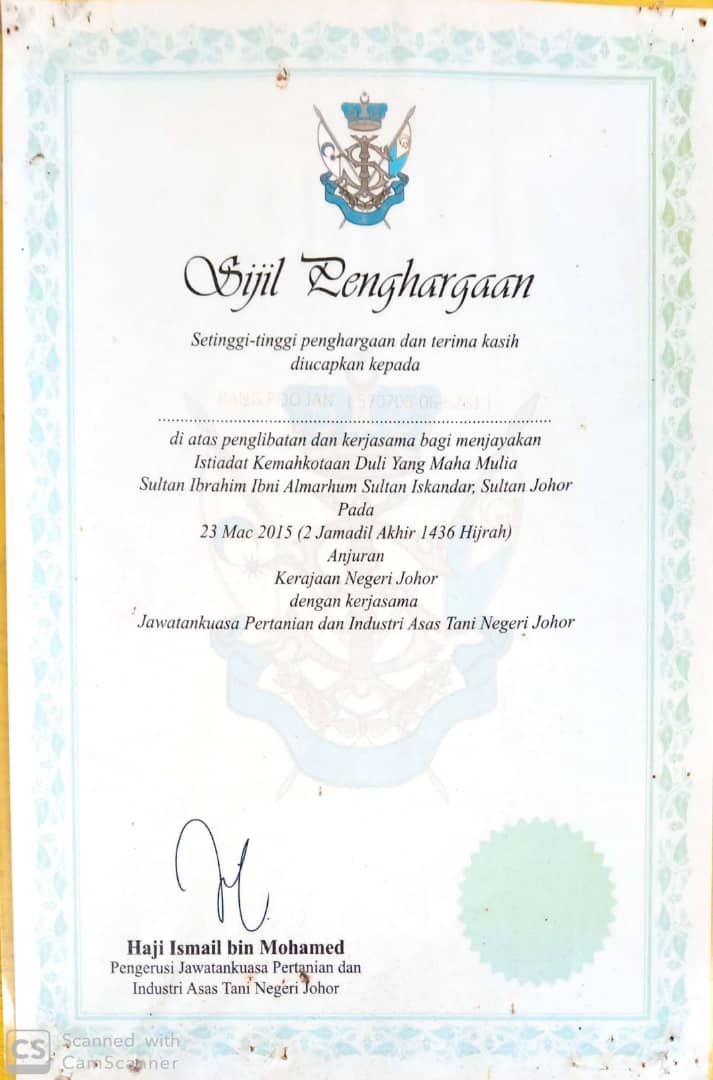 Sijil Penghargaan
Setinggi-tinggi penghargaan dan terima kasih
diucapkan kepada
di atas penglibatan dan kerjasama bagi menjayakan
Istiadat Kemahkotaan Duli Yang Maha Mulia
Sultan Ibrahim Ibni Almarhum Sultan Iskandar, Sultan Johor
Pada
23 Mac 2015 (2 Jamadil Akhir 1436 Hijrah)
Anjuran
Kerajaan Negeri Johor
dengan kerjasama
Jawatankuasa Pertanian dan Industri Asas Tani Negeri Johor
Haji Ismail bin Mohamed
Pengerusi Jawatankuasa Pertanian dan
Industri Asas Tani Negeri Johor
CS Scanned with
CamScanner